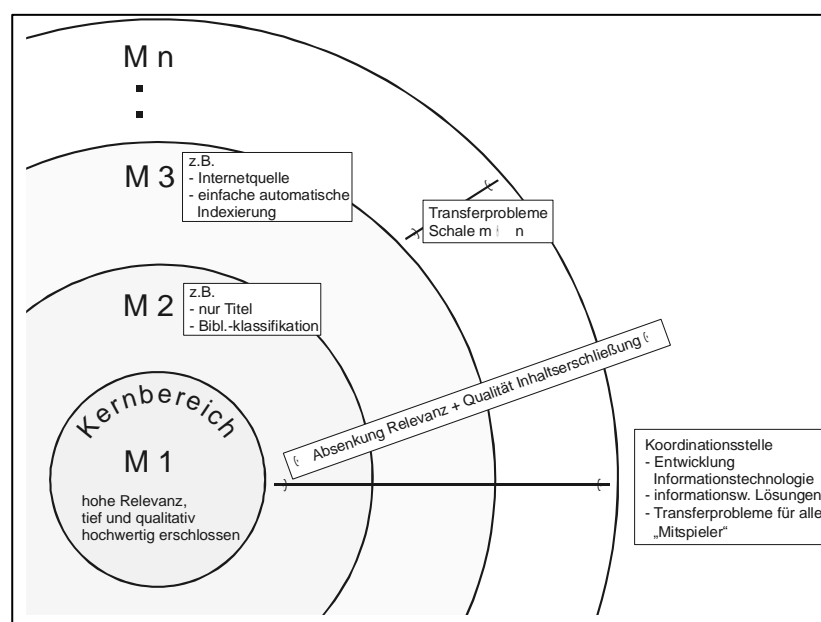 M n
M 3
z.B.
- Internetquelle
- einfache automatische
Indexierung
Transferprobleme
Schale m n
M 2
z.B.
- nur Titel
- Bibl.-klassifikation
Absenkung Relevanz + Qualität Inhaltserschließung
Kernbereich
M 1
hohe Relevanz,
tief und qualitativ
hochwertig erschlossen
Koordinationsstelle
- Entwicklung
Informationstechnologie
- informationsw. Lösungen
- Transferprobleme für alle
„Mitspieler“